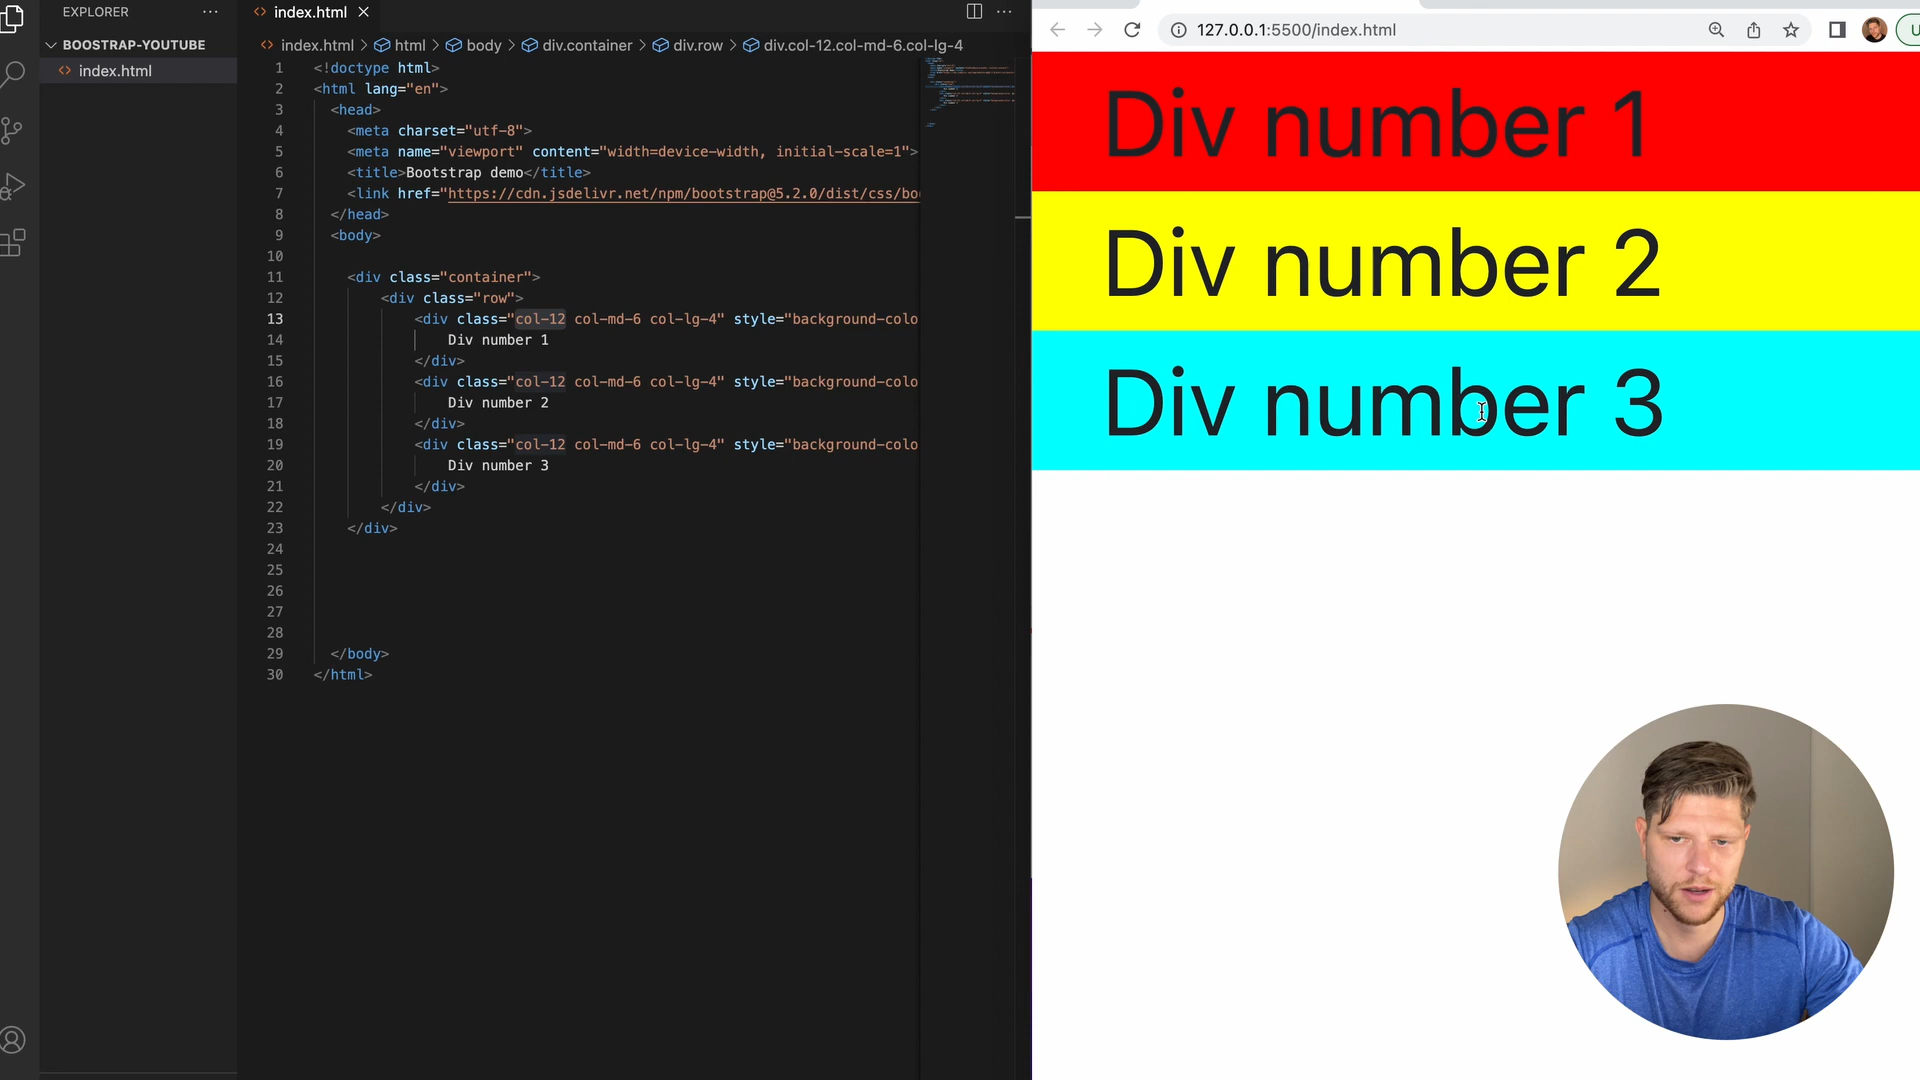 EXPLORER
BOOSTRAP-YOUTUBE
index.html
index.html
index.html > html > body > div.container > div.row > div.col-12.col-md-6.col-lg-4
1 <!doctype html>
2 <html lang="en">
3 <head>
4 <meta charset="utf-8">
5 <meta name="viewport" content="width=device-width, initial-scale=1">
6 <title>Bootstrap demo</title>
7 <link href="https://cdn.jsdelivr.net/npm/bootstrap@5.2.0/dist/css/bo
8 </head>
9 <body>
10
11 <div class="container">
12 <div class="row">
13 <div class="col-12 col-md-6 col-lg-4" style="background-colo
14 Div number 1
15 </div>
16 <div class="col-12 col-md-6 col-lg-4" style="background-colo
17 Div number 2
18 </div>
19 <div class="col-12 col-md-6 col-lg-4" style="background-colo
20 Div number 3
21 </div>
22 </div>
23 </div>
24
25
26
27
28
29 </body>
30 </html>
127.0.0.1:5500/index.html
Div number 1
Div number 2
Div number 3